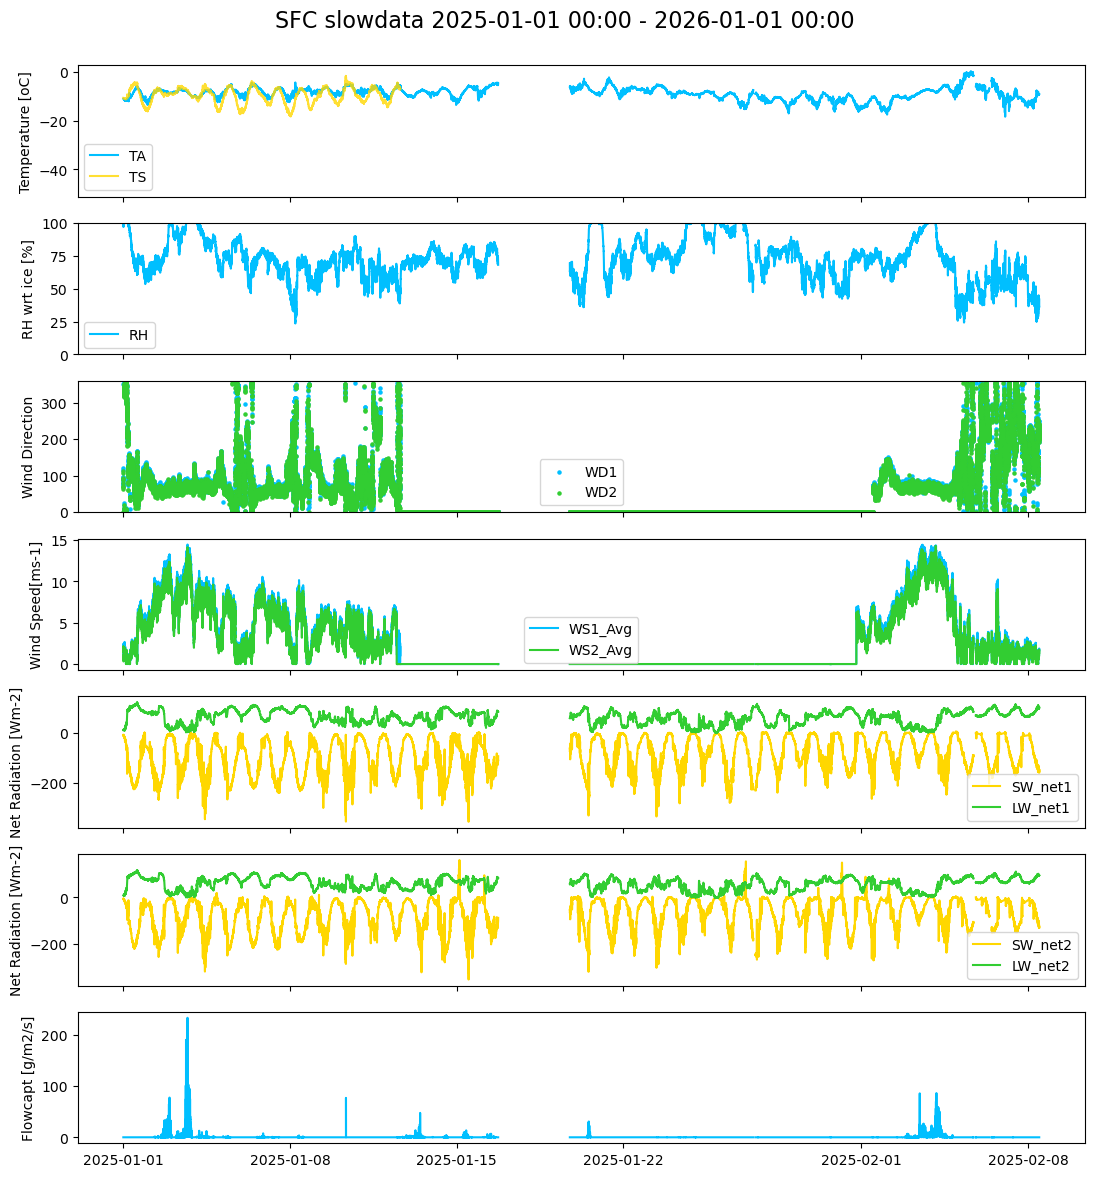 SFC slowdata 2025-01-01 00:00 - 2026-01-01 00:00
Temperature [oC]
0
−20
−40
TA
TS
RH wrt ice [%]
100
75
50
25
0
RH
Wind Direction
300
200
100
0
WD1
WD2
Wind Speed[ms-1]
15
10
5
0
WS1_Avg
WS2_Avg
Net Radiation [Wm-2]
0
−200
SW_net1
LW_net1
Net Radiation [Wm-2]
0
−200
SW_net2
LW_net2
Flowcapt [g/m2/s]
200
100
0
2025-01-01 2025-01-08 2025-01-15 2025-01-22 2025-02-01 2025-02-08